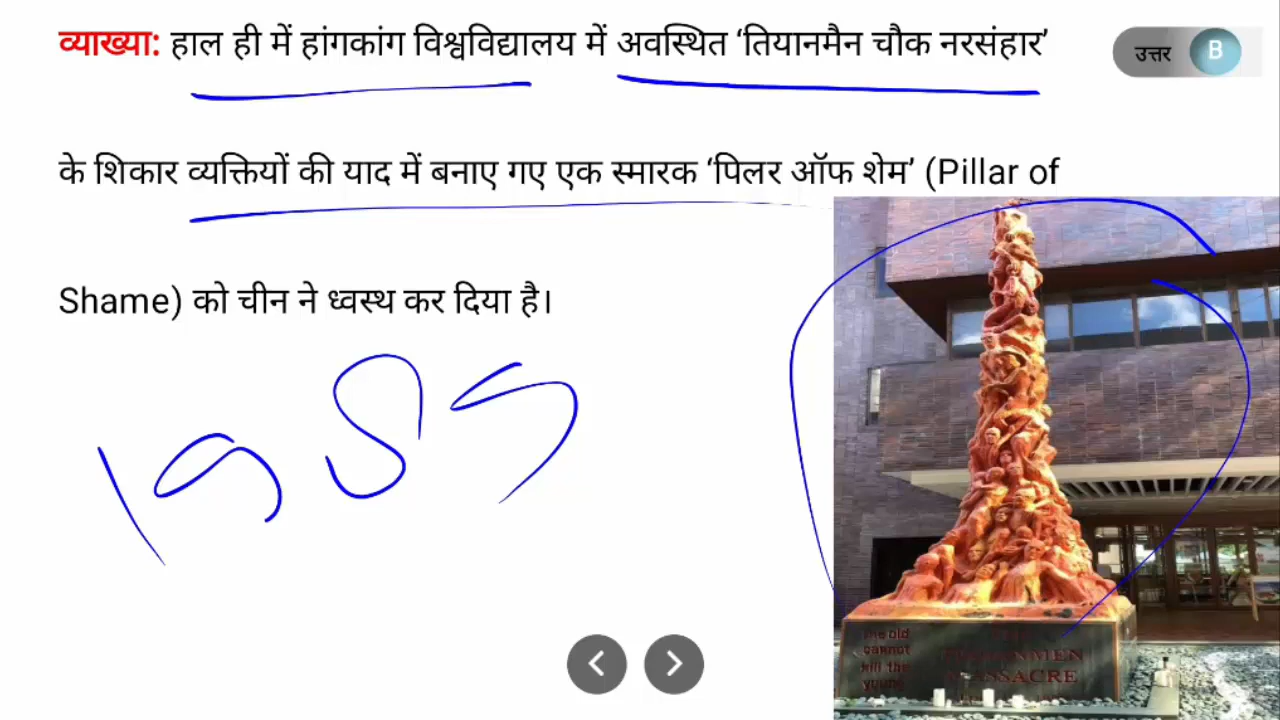 व्याख्या: हाल ही में हांगकांग विश्वविद्यालय में अवस्थित ‘तियानमैन चौक नरसंहार’
उत्तर B
के शिकार व्यक्तियों की याद में बनाए गए एक स्मारक ‘पिलर ऑफ शेम’ (Pillar of
Shame) को चीन ने ध्वस्थ कर दिया है।
the old
cannot
kill the
young
MASSACRE